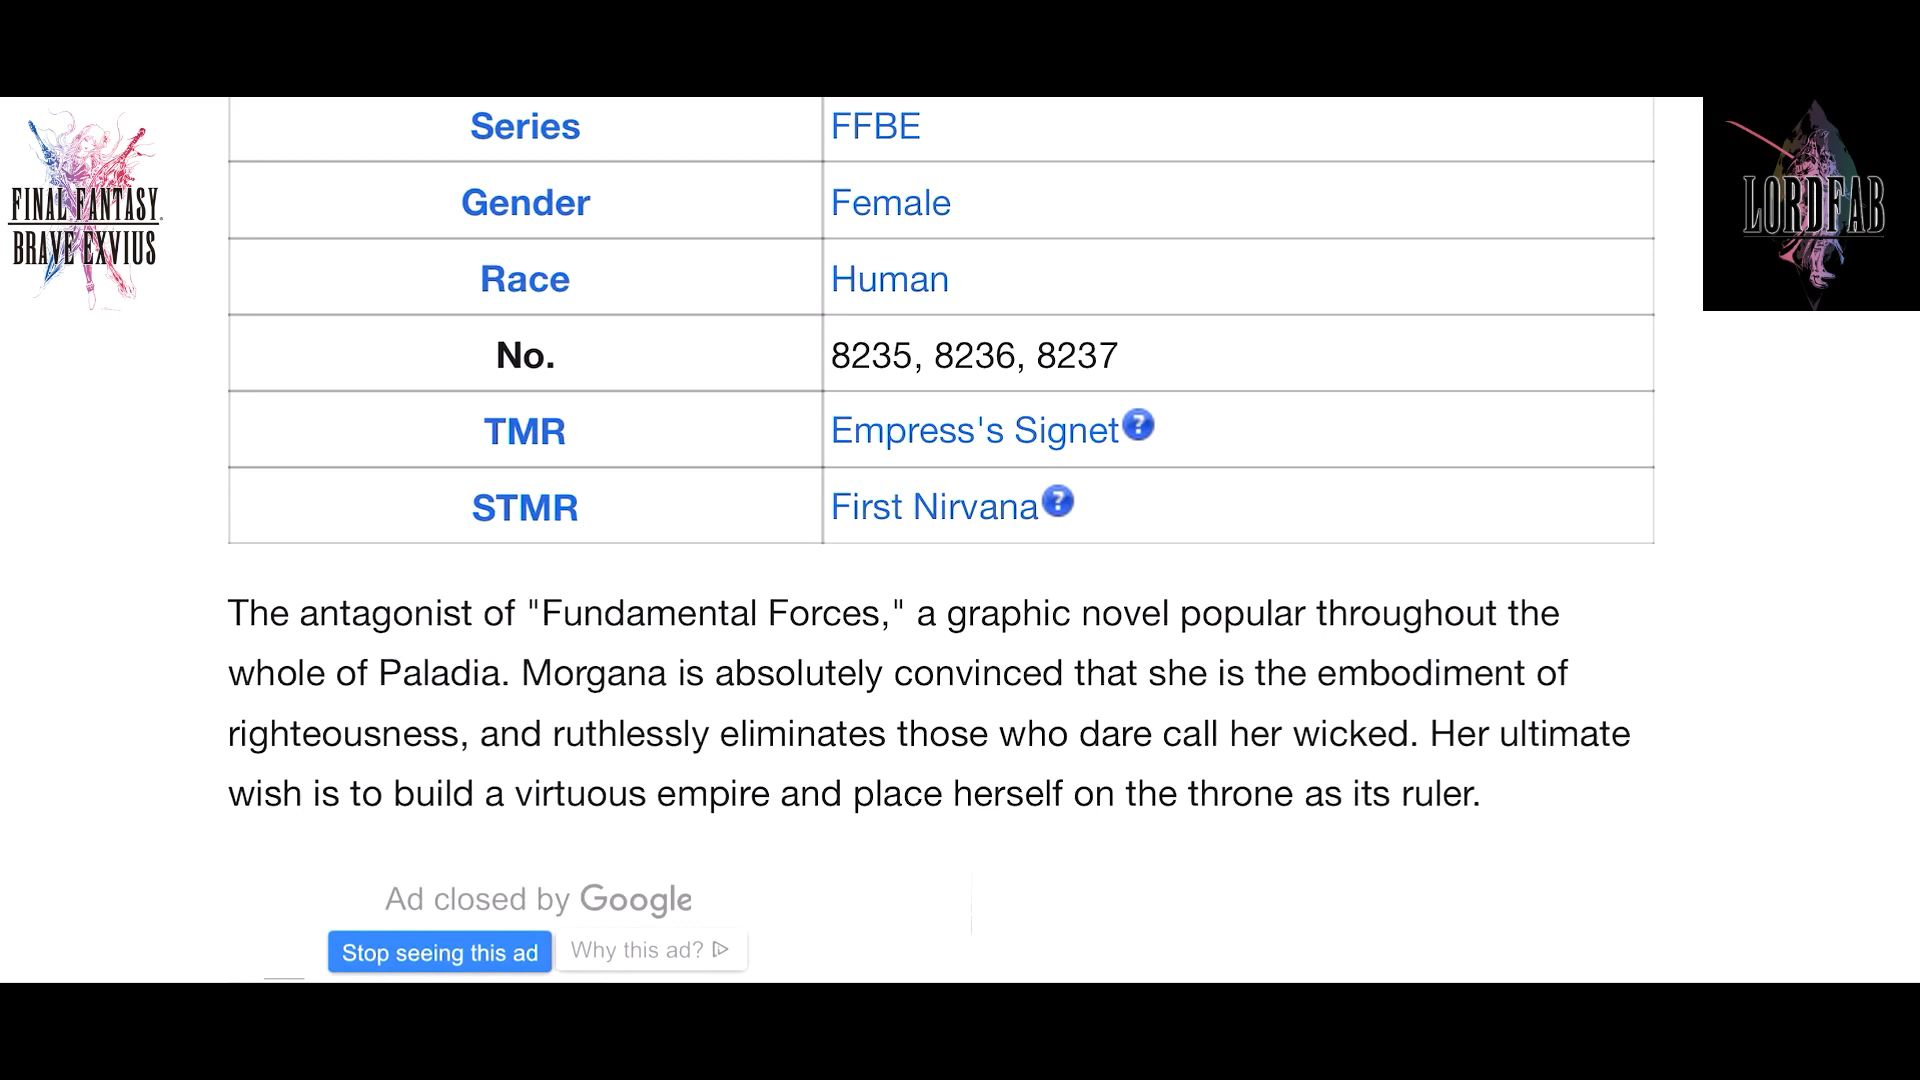 Series FFBE
FINAL FANTASY
BRAVE EXVIUS
LORDFAB
Gender Female
Race Human
No. 8235, 8236, 8237
TMR Empress's Signet ?
STMR First Nirvana ?
The antagonist of "Fundamental Forces," a graphic novel popular throughout the
whole of Paladia. Morgana is absolutely convinced that she is the embodiment of
righteousness, and ruthlessly eliminates those who dare call her wicked. Her ultimate
wish is to build a virtuous empire and place herself on the throne as its ruler.
Ad closed by Google
Stop seeing this ad Why this ad?